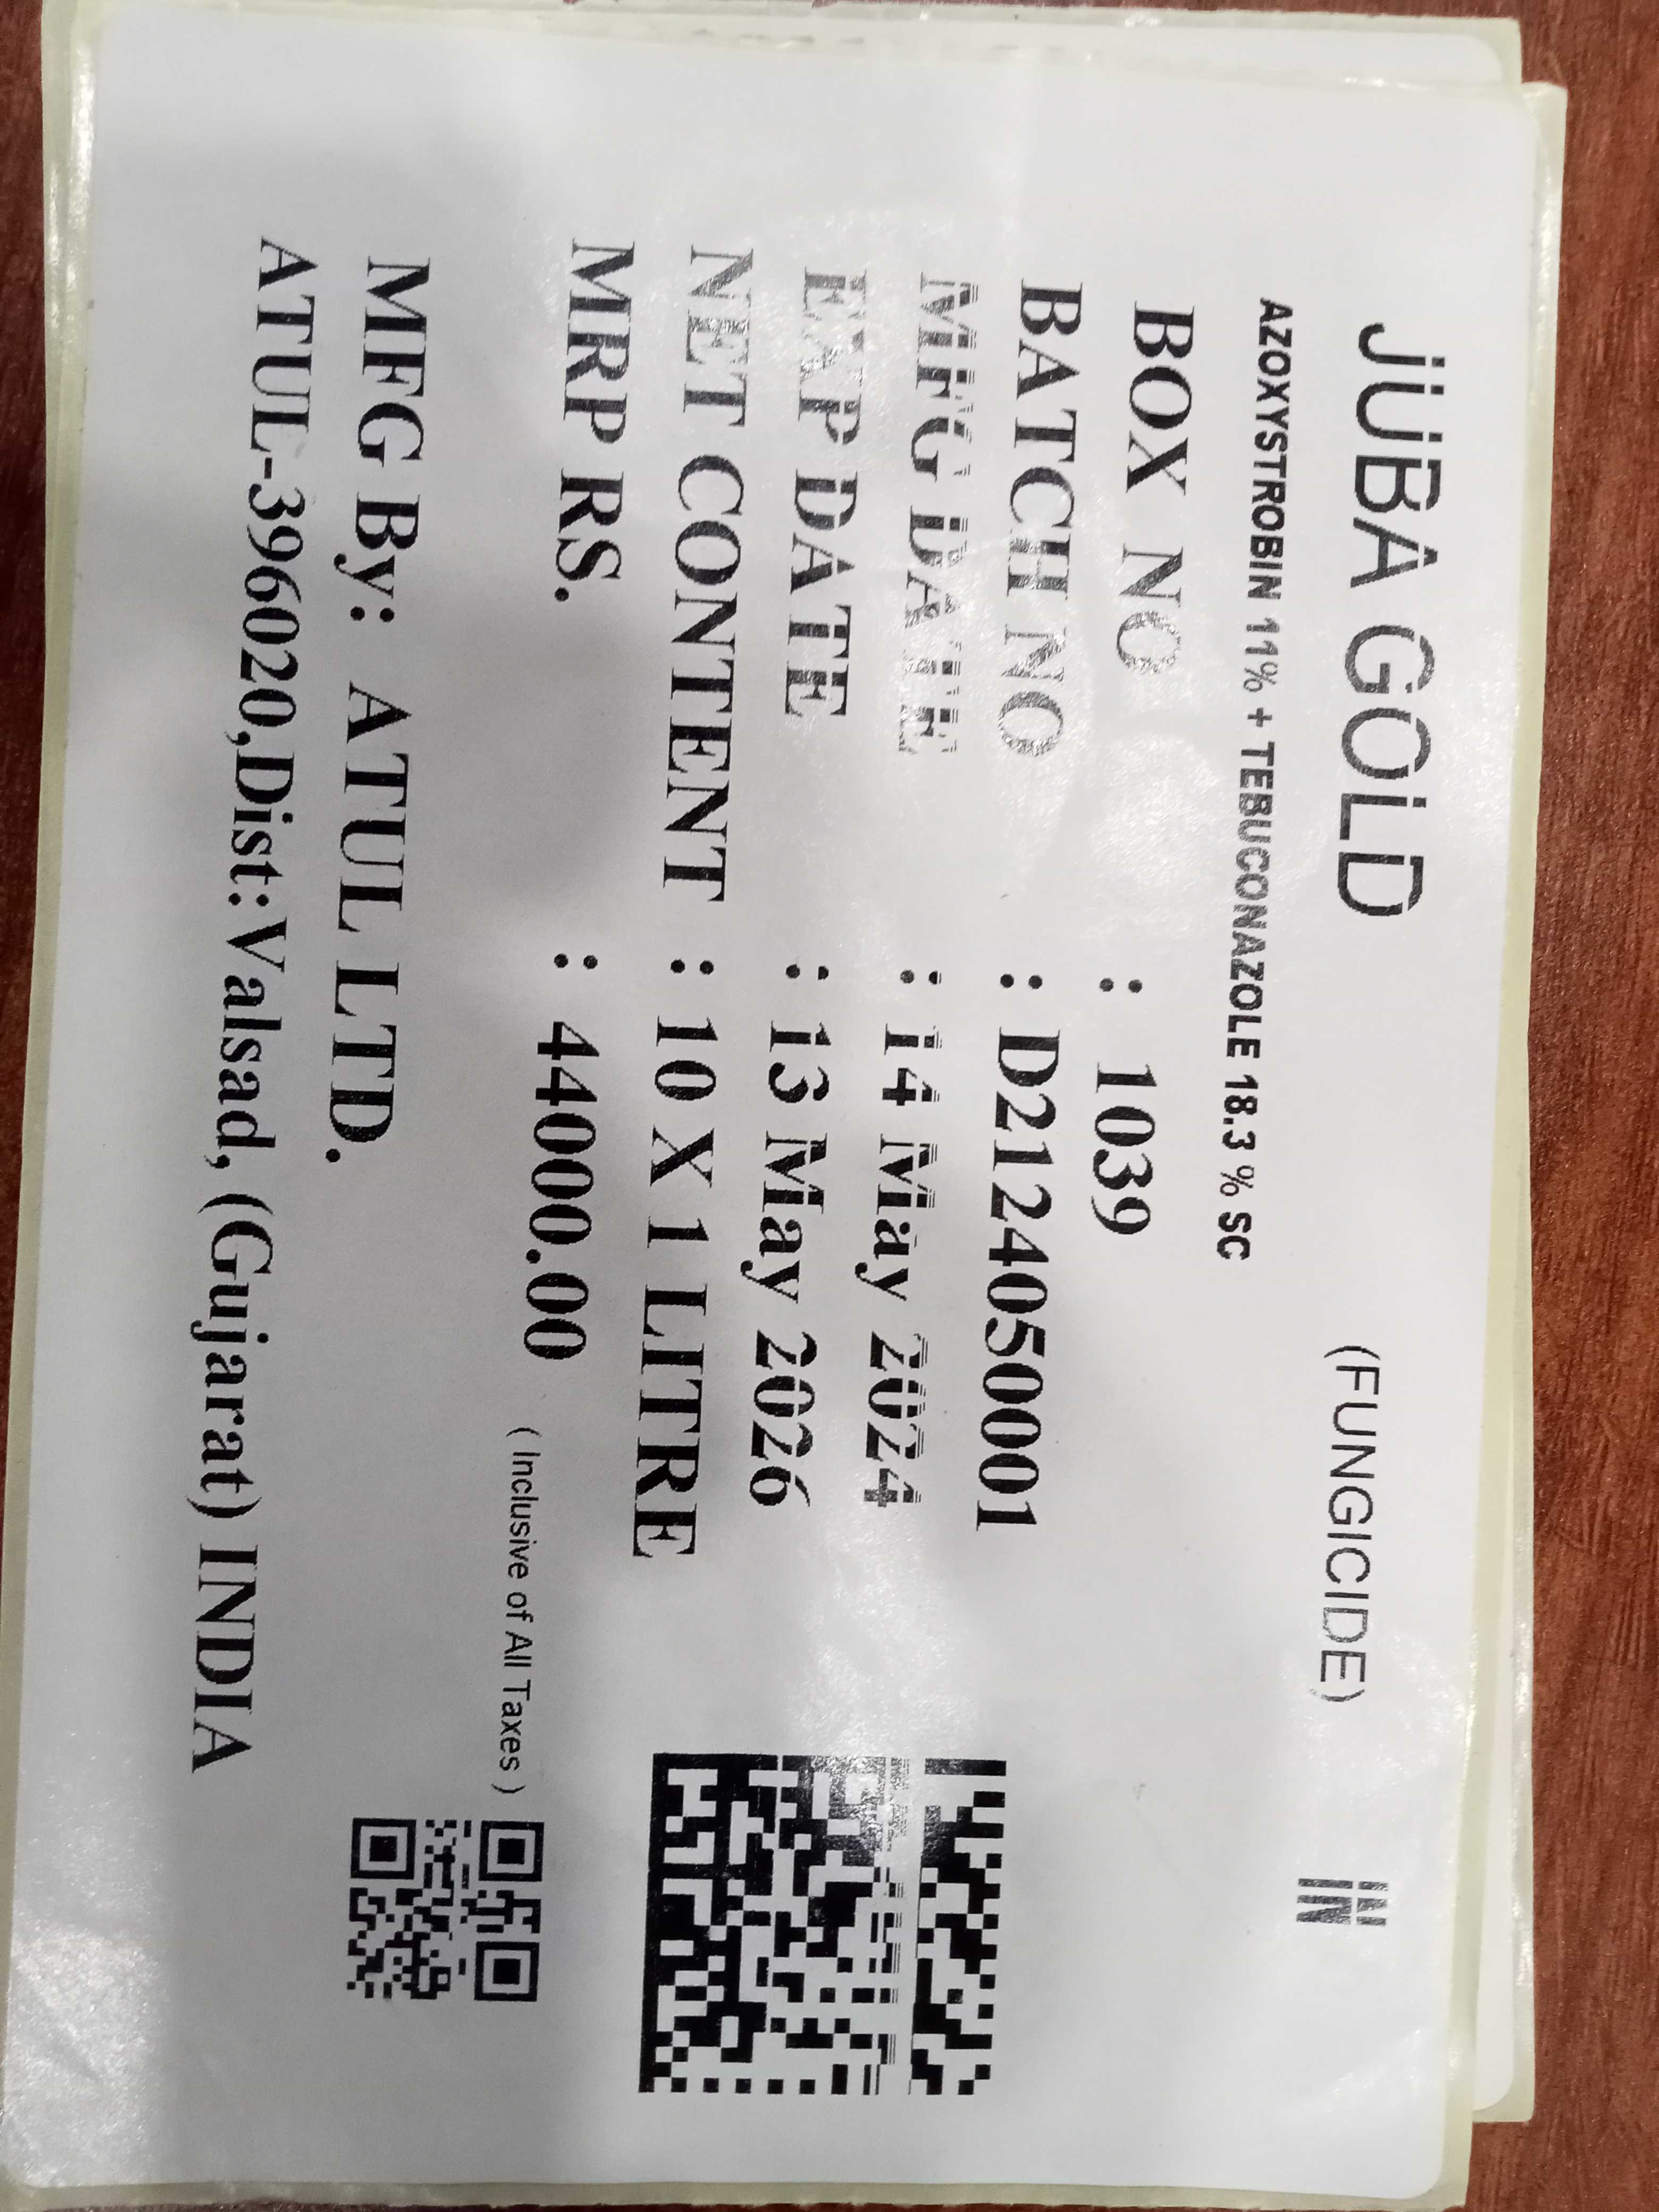 JUBA GOLD (FUNGICIDE) IN
AZOXYSTROBIN 11% + TEBUCONAZOLE 18.3 % SC
BOX NO : 1039
BATCH NO : D2124050001
MFG DATE : 14 May 2024
EXP DATE : 13 May 2026
NET CONTENT : 10 X 1 LITRE
MRP RS. : 44000.00 ( Inclusive of All Taxes )
MFG By: ATUL LTD.
ATUL-396020,Dist:Valsad, (Gujarat) INDIA